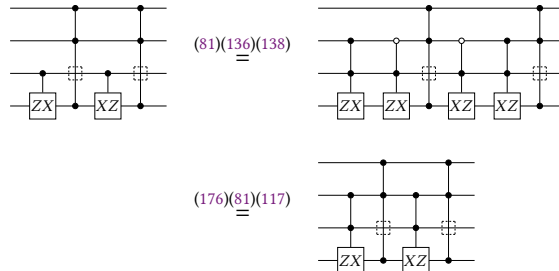 (81)(136)(138)
=
ZX XZ ZX ZX XZ XZ
(176)(81)(117)
=
ZX XZ